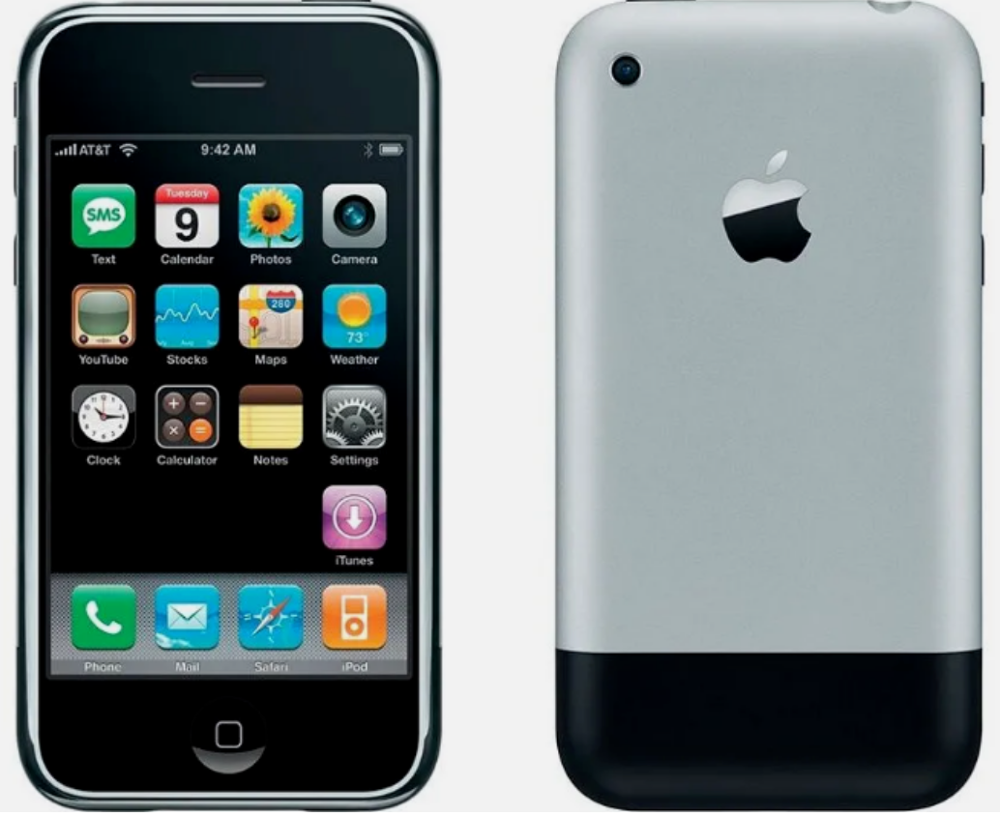 AT&T 9:42 AM
SMS
Tuesday
9
Text Calendar Photos Camera
280
73°
YouTube Stocks Maps Weather
Clock Calculator Notes Settings
iTunes
Phone Mail Safari iPod